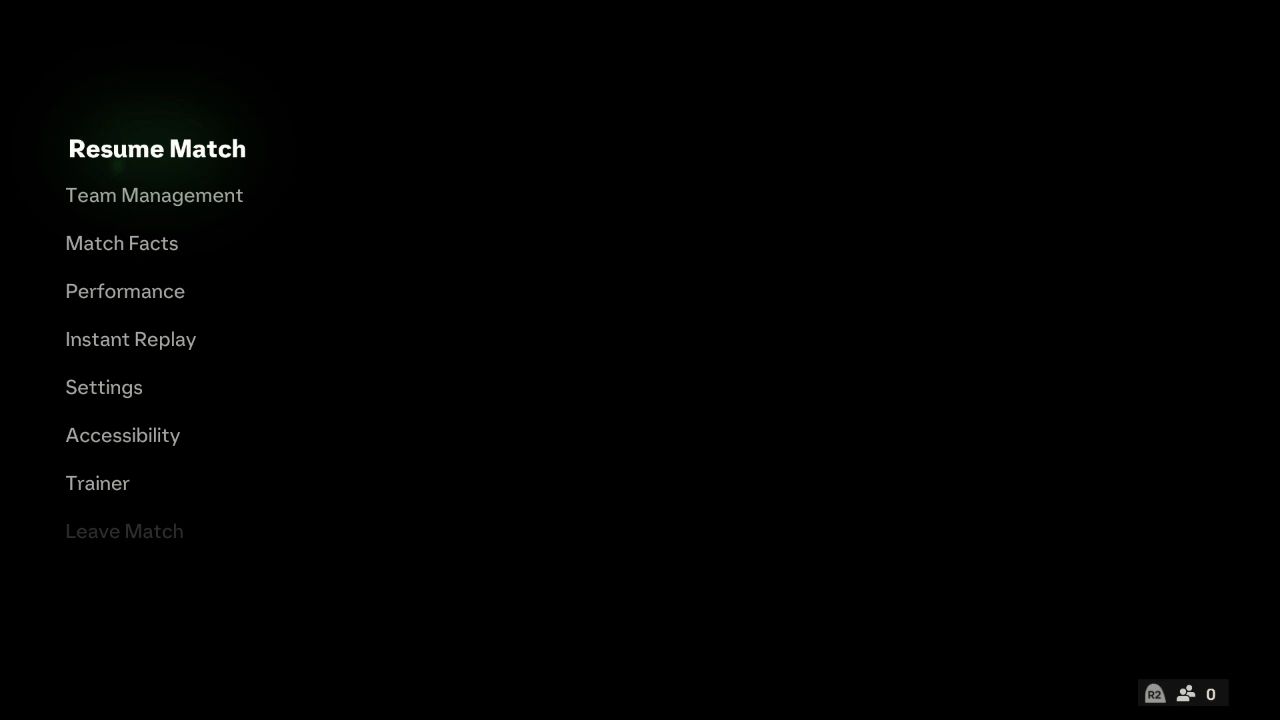 Resume Match
Team Management
Match Facts
Performance
Instant Replay
Settings
Accessibility
Trainer
Leave Match
R2 0